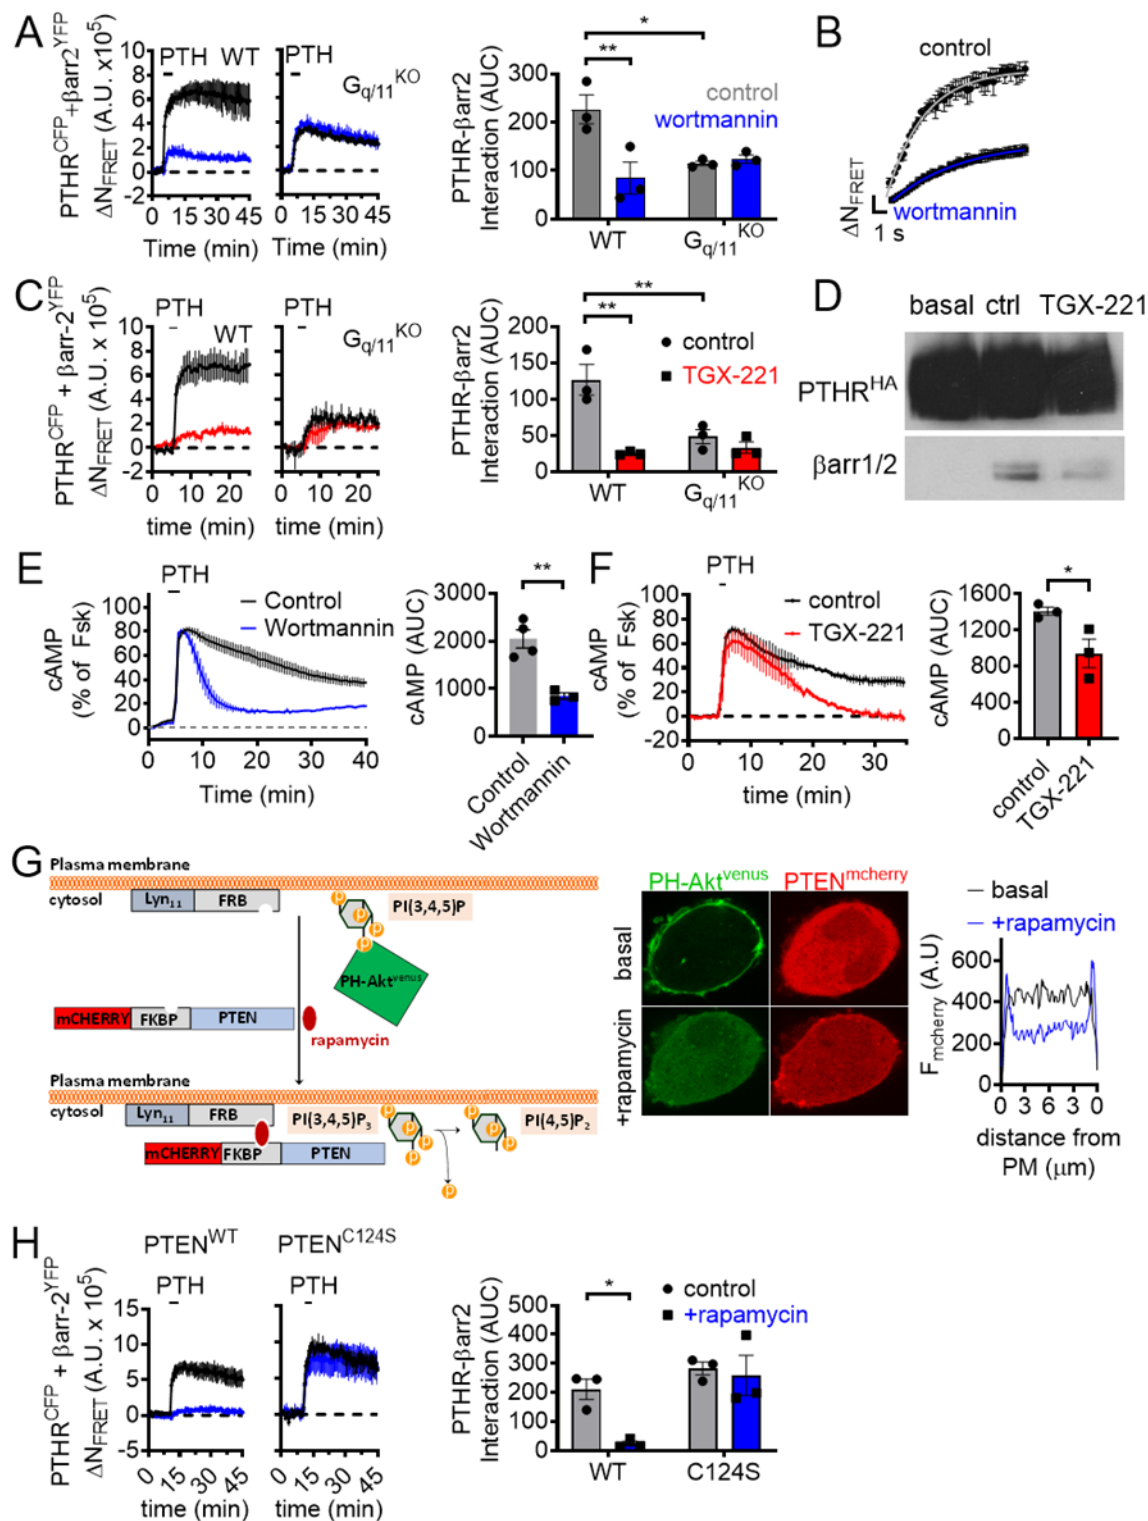 A
PTHR^CFP+βarr2^YFP
ΔN_FRET (A.U. x10^5)
10
8
6
4
2
0
-2
PTH WT
0 15 30 45
Time (min)
PTH
G_q/11^KO
0 15 30 45
Time (min)
PTHR-βarr2
Interaction (AUC)
300
200
100
0
*
**
control
wortmannin
WT
G_q/11^KO
B
control
ΔN_FRET
wortmannin
1 s
C
PTHR^CFP + βarr-2^YFP
ΔN_FRET (A.U. x 10^5)
10
8
6
4
2
0
-2
PTH
WT
0 10 20
time (min)
PTH
G_q/11^KO
0 10 20
time (min)
PTHR-βarr2
Interaction (AUC)
200
150
100
50
0
**
**
control
TGX-221
WT
G_q/11^KO
D
basal ctrl TGX-221
PTHR^HA
βarr1/2
E
cAMP
(% of Fsk)
100
80
60
40
20
0
PTH
Control
Wortmannin
0 10 20 30 40
Time (min)
cAMP (AUC)
3000
2000
1000
0
**
Control
Wortmannin
F
cAMP
(% of Fsk)
100
80
60
40
20
0
-20
PTH
control
TGX-221
0 10 20 30
time (min)
cAMP (AUC)
1600
1200
800
400
0
*
control
TGX-221
G
Plasma membrane
cytosol
Lyn11 FRB
PI(3,4,5)P
p
p
p
p
PH-Akt^venus
mCHERRY FKBP PTEN
rapamycin
Plasma membrane
cytosol
Lyn11 FRB
PI(3,4,5)P3
p
p
p
p
p
p
p
PI(4,5)P2
mCHERRY FKBP PTEN
p
PH-Akt^venus PTEN^mcherry
basal
+rapamycin
basal
+rapamycin
F_mcherry (A.U)
600
400
200
0
0 3 6 6 3 0
distance from
PM (μm)
H
PTEN^WT
PTEN^C124S
PTHR^CFP + βarr-2^YFP
ΔN_FRET (A.U. x 10^5)
15
10
5
0
-5
PTH
0 15 30 45
time (min)
PTH
0 15 30 45
time (min)
PTHR-βarr2
Interaction (AUC)
500
400
300
200
100
0
*
control
+rapamycin
WT
C124S